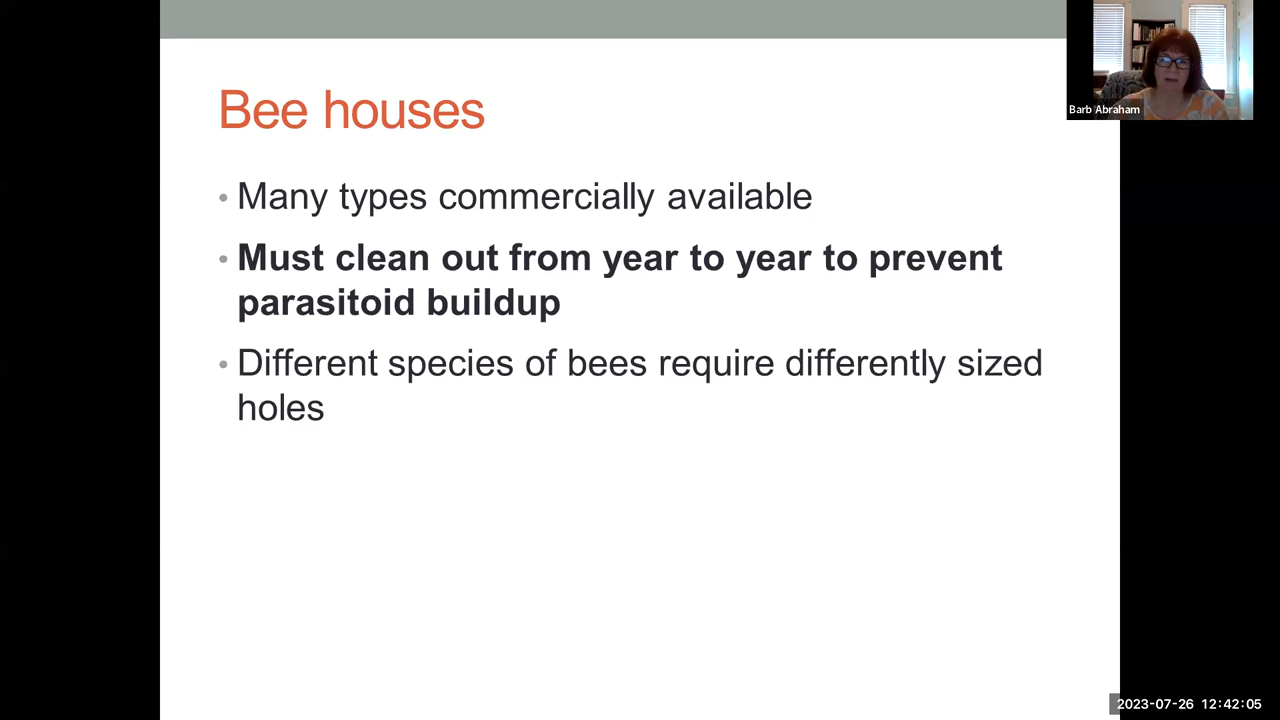 Bee houses
Barb Abraham
• Many types commercially available
• Must clean out from year to year to prevent
parasitoid buildup
• Different species of bees require differently sized
holes
2023-07-26 12:42:05